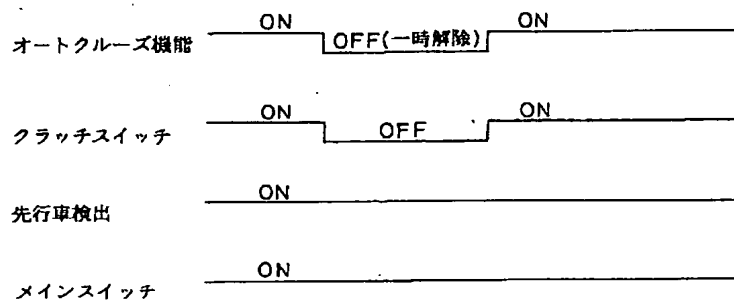 ON OFF(一時解除) ON
オートクルーズ機能
ON OFF ON
クラッチスイッチ
ON
先行車検出
ON
メインスイッチ